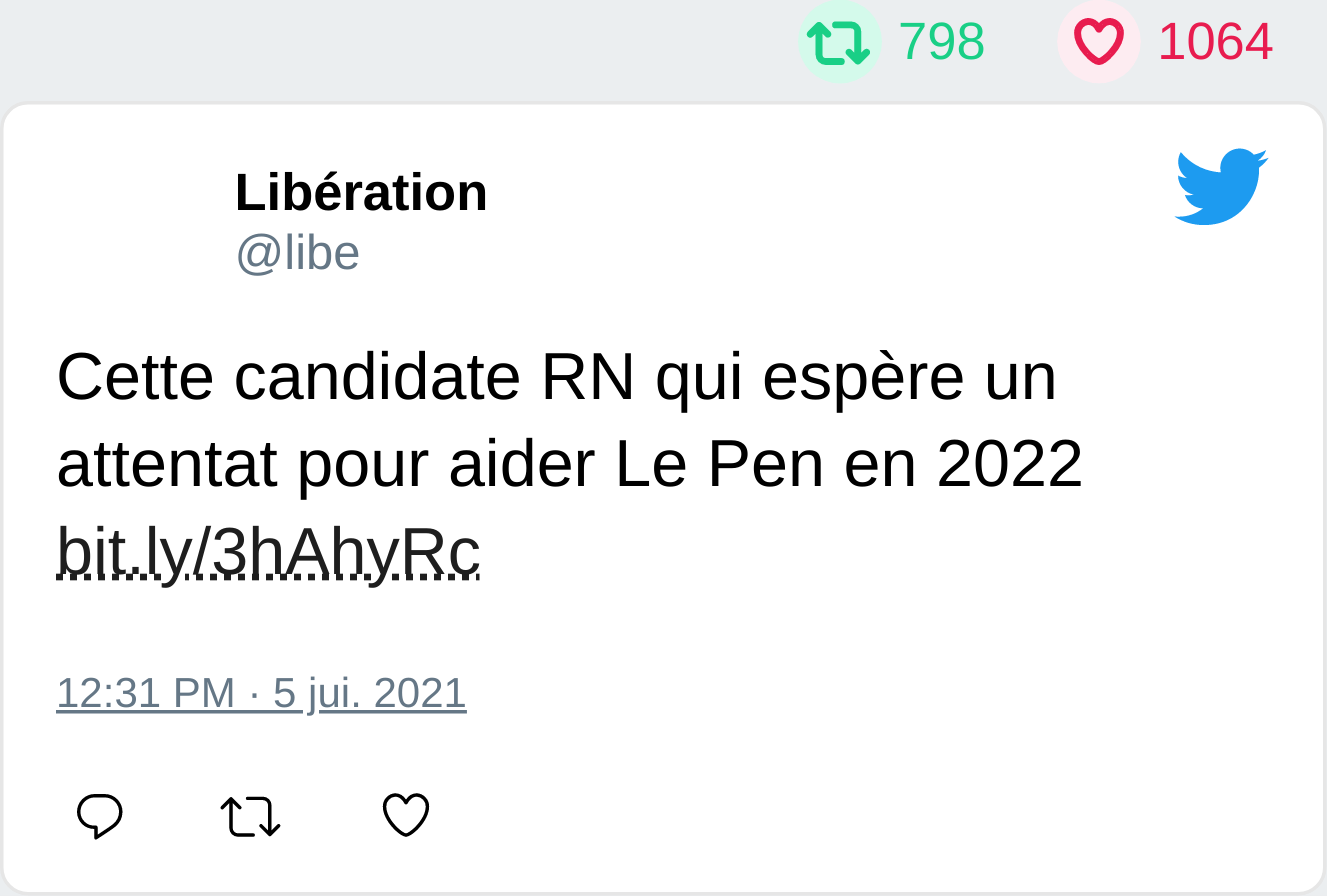 798 1064
Libération
@libe
Cette candidate RN qui espère un
attentat pour aider Le Pen en 2022
bit.ly/3hAhyRc
12:31 PM · 5 jui. 2021